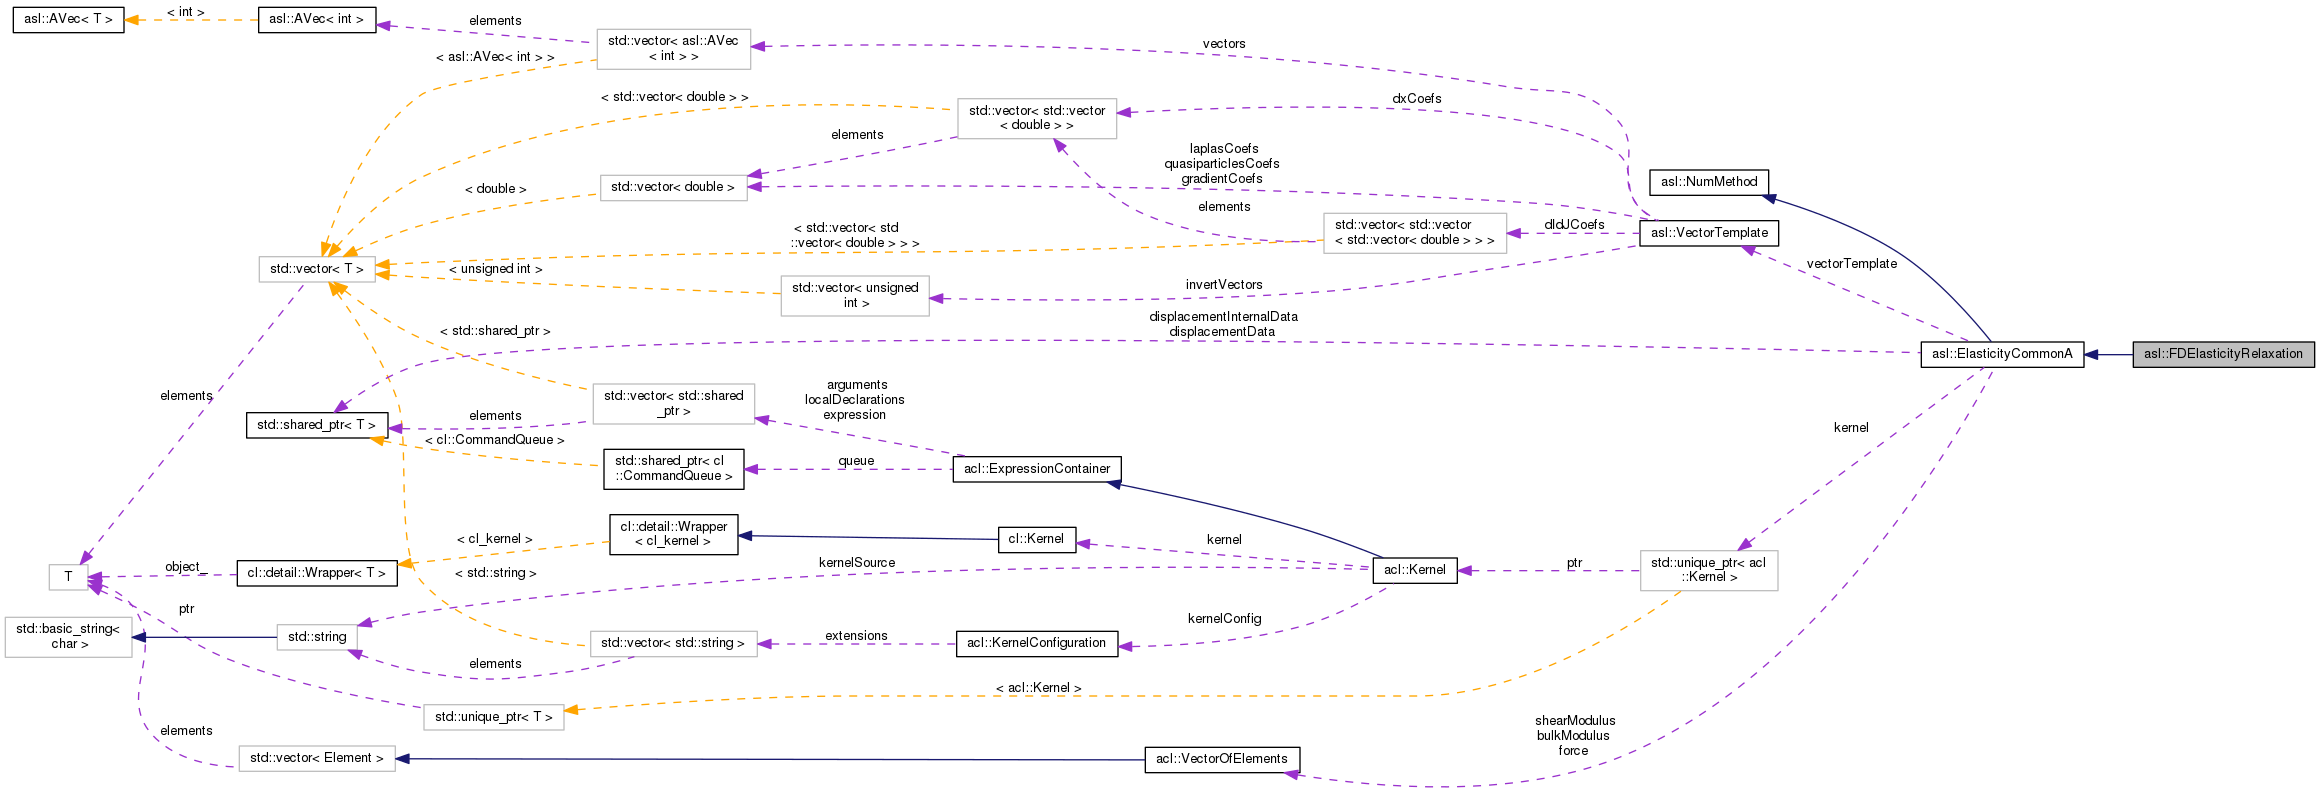 asl::AVec< T >
< int >
asl::AVec< int >
elements
std::vector< asl::AVec
< int > >
vectors
< asl::AVec< int > >
< std::vector< double > >
std::vector< std::vector
< double > >
dxCoefs
elements
laplasCoefs
quasiparticlesCoefs
gradientCoefs
asl::NumMethod
std::vector< double >
< double >
elements
std::vector< std::vector
< std::vector< double > > >
dldJCoefs
asl::VectorTemplate
< std::vector< std
::vector< double > > >
std::vector< T >
< unsigned int >
std::vector< unsigned
int >
invertVectors
vectorTemplate
< std::shared_ptr >
displacementInternalData
displacementData
asl::ElasticityCommonA
asl::FDElasticityRelaxation
elements
std::vector< std::shared
_ptr >
arguments
localDeclarations
expression
std::shared_ptr< T >
elements
< cl::CommandQueue >
std::shared_ptr< cl
::CommandQueue >
queue
acl::ExpressionContainer
kernel
cl::detail::Wrapper
< cl_kernel >
< cl_kernel >
cl::Kernel
kernel
T
object_
cl::detail::Wrapper< T >
< std::string >
kernelSource
acl::Kernel
ptr
std::unique_ptr< acl
::Kernel >
ptr
std::basic_string<
char >
std::string
std::vector< std::string >
extensions
acl::KernelConfiguration
kernelConfig
elements
< acl::Kernel >
std::unique_ptr< T >
elements
std::vector< Element >
acl::VectorOfElements
shearModulus
bulkModulus
force